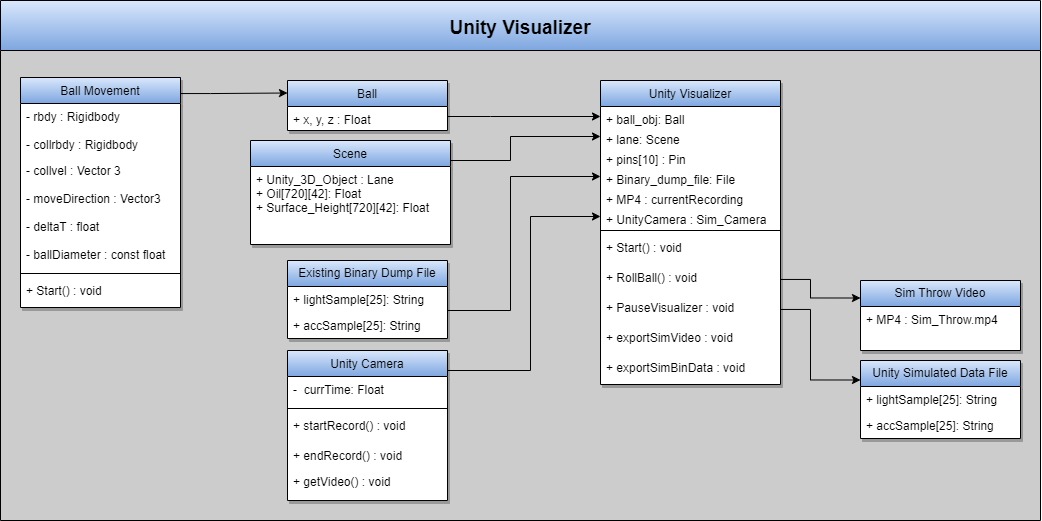 Unity Visualizer
Ball Movement
- rbdy : Rigidbody
- collrbdy : Rigidbody
- collvel : Vector 3
- moveDirection : Vector3
- deltaT : float
- ballDiameter : const float
+ Start() : void
Ball
+ x, y, z : Float
Scene
+ Unity_3D_Object : Lane
+ Oil[720][42]: Float
+ Surface_Height[720][42]: Float
Existing Binary Dump File
+ lightSample[25]: String
+ accSample[25]: String
Unity Camera
- currTime: Float
+ startRecord() : void
+ endRecord() : void
+ getVideo() : void
Unity Visualizer
+ ball_obj: Ball
+ lane: Scene
+ pins[10] : Pin
+ Binary_dump_file: File
+ MP4 : currentRecording
+ UnityCamera : Sim_Camera
+ Start() : void
+ RollBall() : void
+ PauseVisualizer : void
+ exportSimVideo : void
+ exportSimBinData : void
Sim Throw Video
+ MP4 : Sim_Throw.mp4
Unity Simulated Data File
+ lightSample[25]: String
+ accSample[25]: String